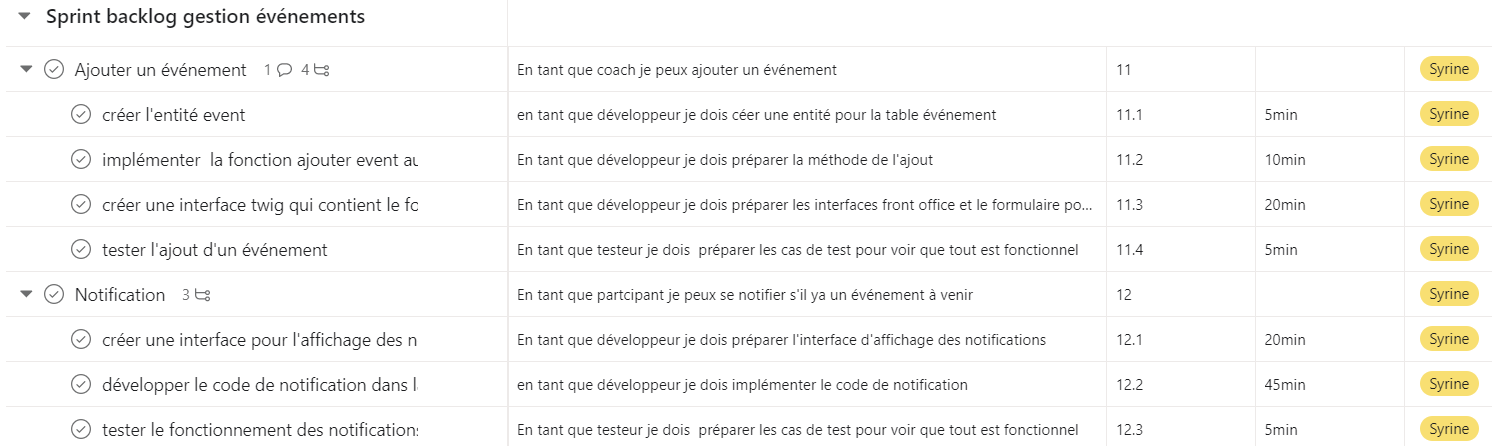 Sprint backlog gestion événements
Ajouter un événement 1 4 En tant que coach je peux ajouter un événement 11 Syrine
créer l'entité event en tant que développeur je dois céer une entité pour la table événement 11.1 5min Syrine
implémenter la fonction ajouter event au En tant que développeur je dois préparer la méthode de l'ajout 11.2 10min Syrine
créer une interface twig qui contient le fo En tant que développeur je dois préparer les interfaces front office et le formulaire po... 11.3 20min Syrine
tester l'ajout d'un événement En tant que testeur je dois préparer les cas de test pour voir que tout est fonctionnel 11.4 5min Syrine
Notification 3 En tant que partcipant je peux se notifier s'il ya un événement à venir 12 Syrine
créer une interface pour l'affichage des n En tant que développeur je dois préparer l'interface d'affichage des notifications 12.1 20min Syrine
développer le code de notification dans l en tant que développeur je dois implémenter le code de notification 12.2 45min Syrine
tester le fonctionnement des notifications En tant que testeur je dois préparer les cas de test pour voir que tout est fonctionnel 12.3 5min Syrine